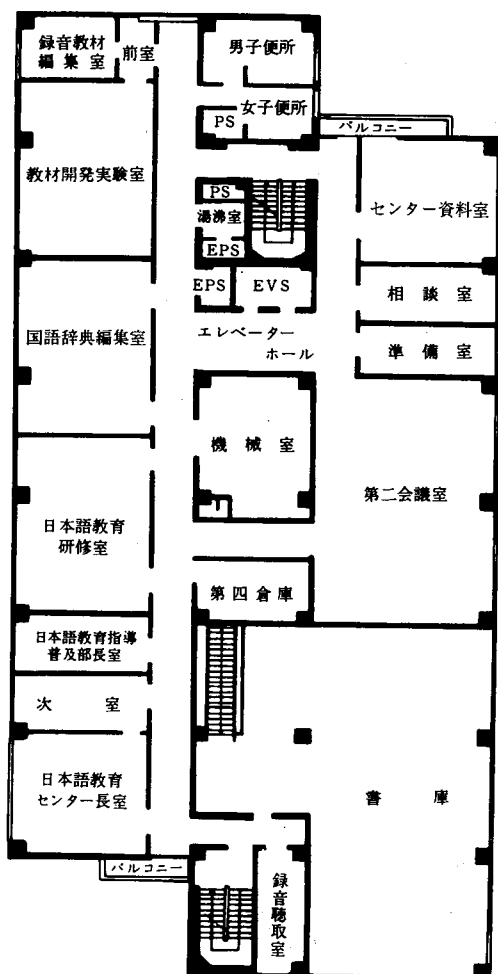 録音教材
編集室
前室
男子便所
女子便所
PS
バルコニー
教材開発実験室
PS
湯沸室
EPS
センター資料室
EPS
EVS
相談室
国語辞典編集室
エレベーター
ホール
準備室
機械室
第二会議室
日本語教育
研修室
第四倉庫
日本語教育指導
普及部長室
次室
日本語教育
センター長室
書庫
バルコニー
録音聴取室